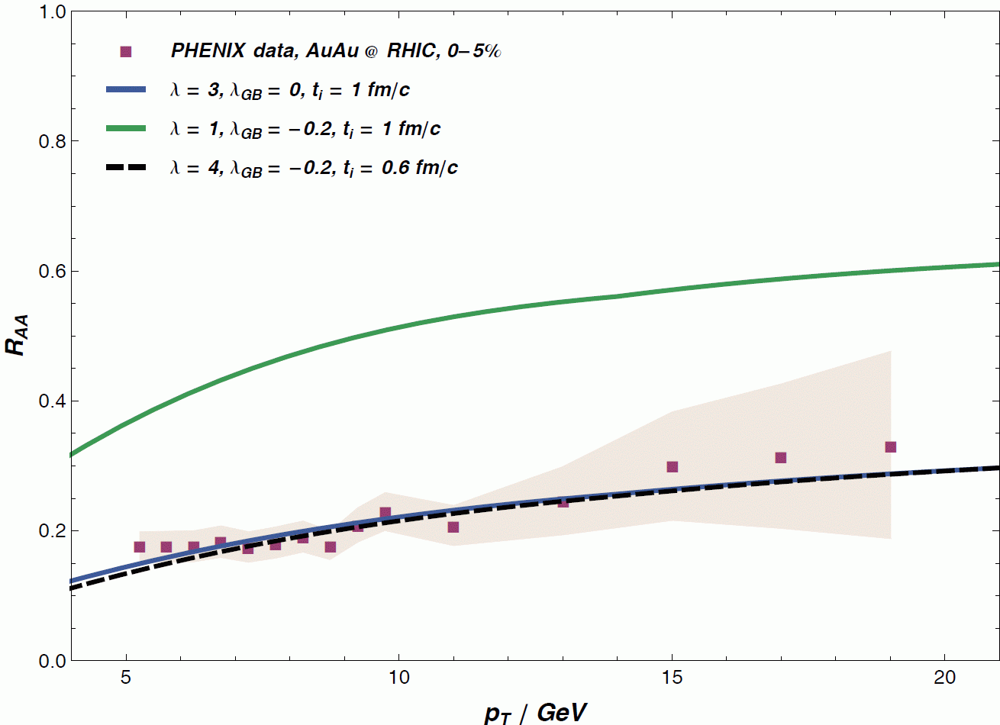 1.0
PHENIX data, AuAu @ RHIC, 0–5%
λ = 3, λGB = 0, ti = 1 fm/c
λ = 1, λGB = −0.2, ti = 1 fm/c
λ = 4, λGB = −0.2, ti = 0.6 fm/c
0.8
0.6
RAA
0.4
0.2
0.0
5 10 15 20
pT / GeV